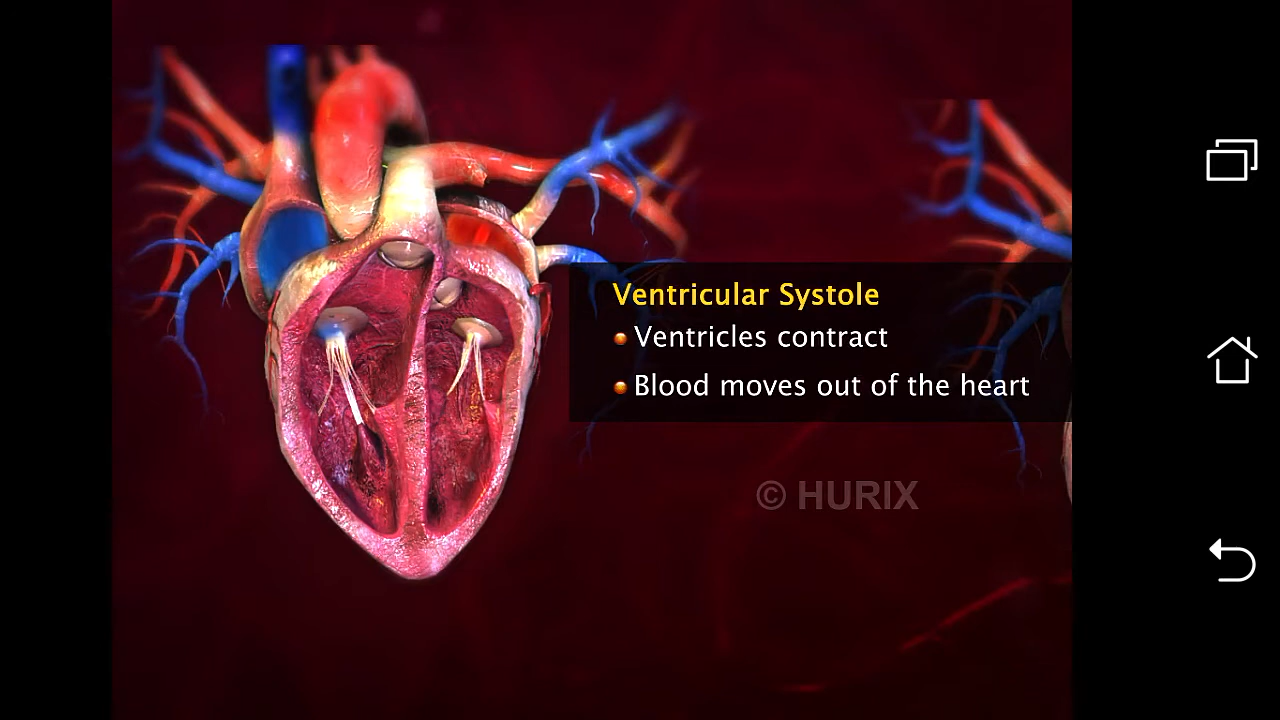 Ventricular Systole
Ventricles contract
Blood moves out of the heart
© HURIX